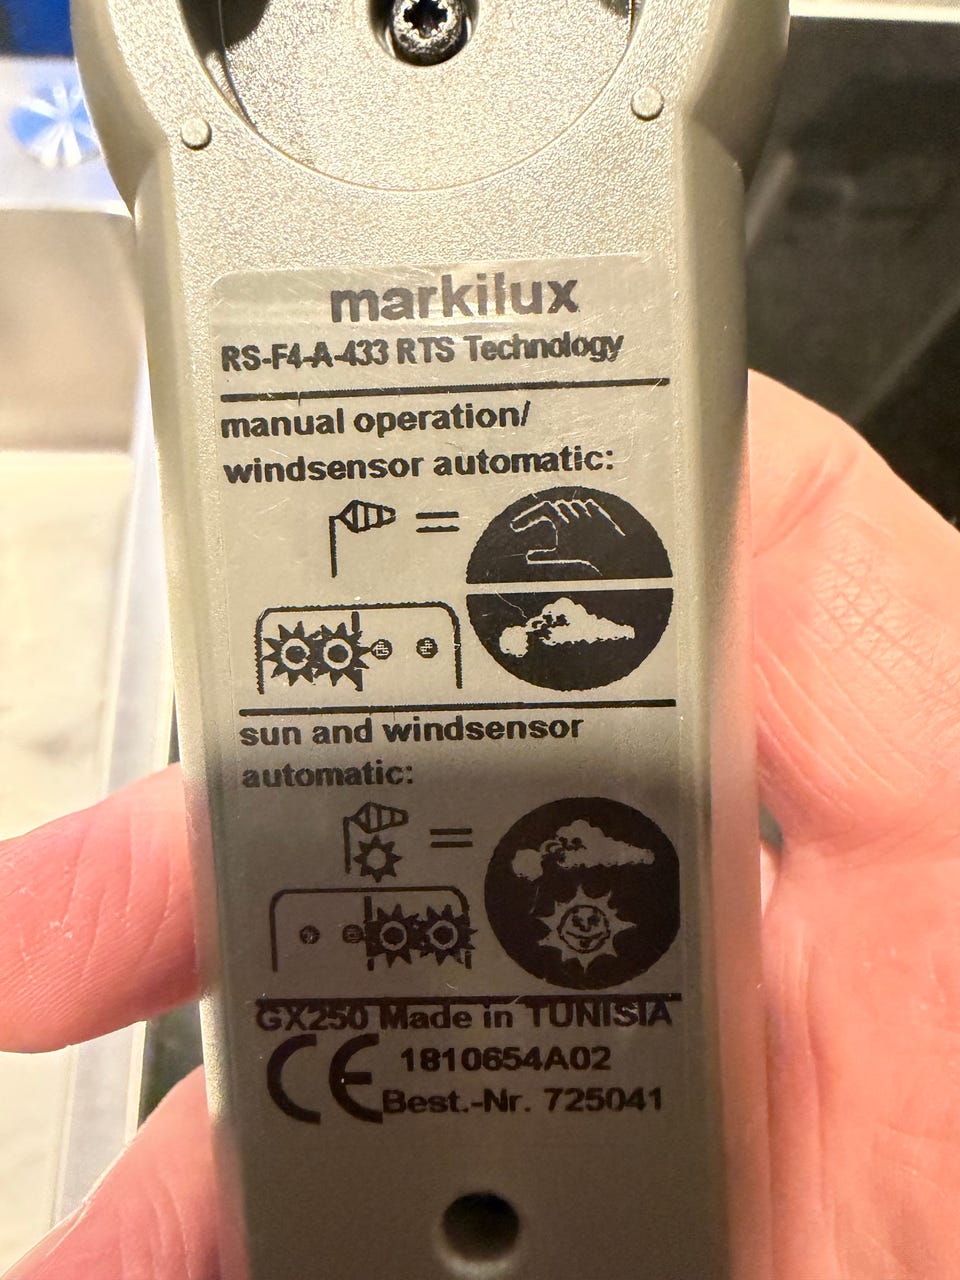 markilux
RS-F4-A-433 RTS Technology
manual operation/
windsensor automatic:
=
sun and windsensor
automatic:
=
GX250 Made in TUNISIA
CE 1810654A02
Best.-Nr. 725041